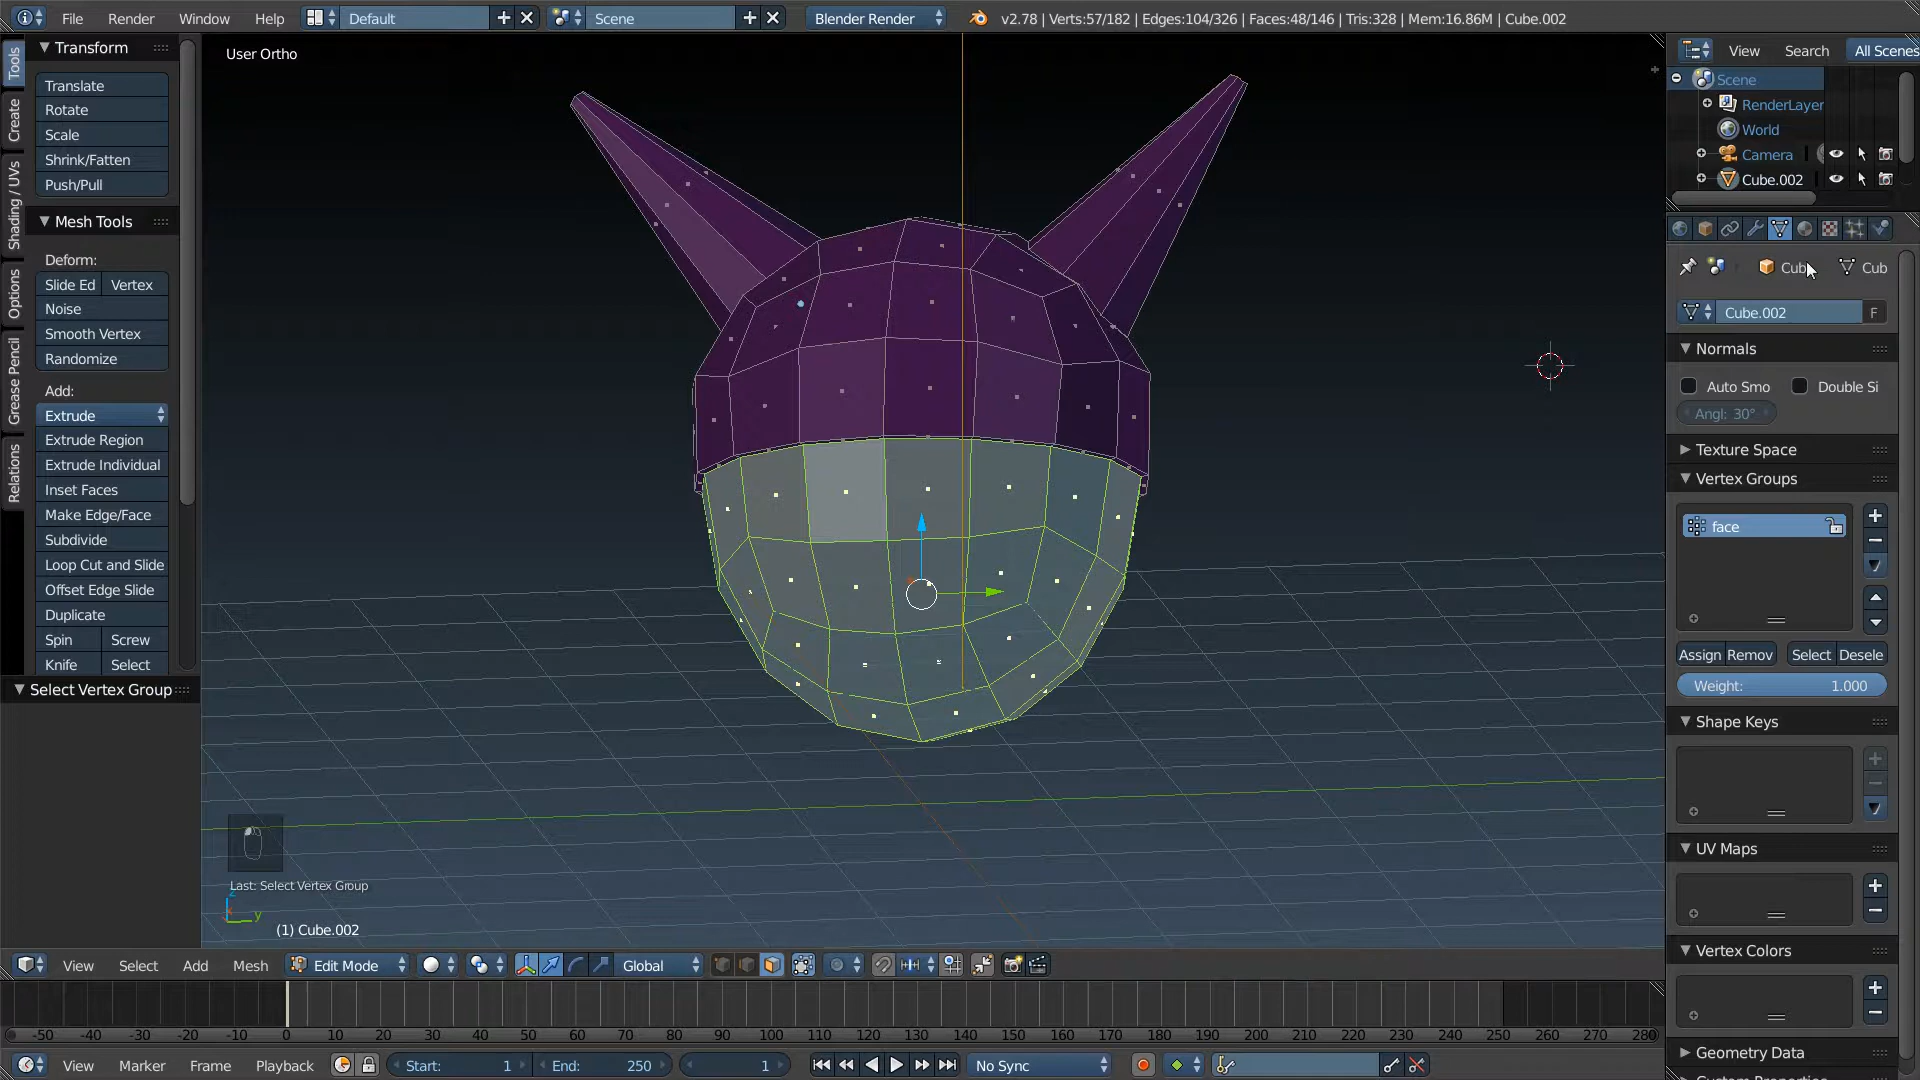 File Render Window Help Default Scene Blender Render v2.78 | Verts:57/182 | Edges:104/326 | Faces:48/146 | Tris:328 | Mem:16.86M | Cube.002
Tools
Create
Shading / UVs
Options
Grease Pencil
Relations
Transform
Translate
Rotate
Scale
Shrink/Fatten
Push/Pull
Mesh Tools
Deform:
Slide Ed Vertex
Noise
Smooth Vertex
Randomize
Add:
Extrude
Extrude Region
Extrude Individual
Inset Faces
Make Edge/Face
Subdivide
Loop Cut and Slide
Offset Edge Slide
Duplicate
Spin Screw
Knife Select
Select Vertex Group
User Ortho
Last: Select Vertex Group
z
y
(1) Cube.002
View Search All Scenes
Scene
RenderLayer
World
Camera
Cube.002
Cub Cub
Cube.002 F
Normals
Auto Smo Double Si
Angl: 30°
Texture Space
Vertex Groups
face
Assign Remov Select Desele
Weight: 1.000
Shape Keys
UV Maps
Vertex Colors
Geometry Data
View Select Add Mesh Edit Mode Global
-50 -40 -30 -20 -10 0 10 20 30 40 50 60 70 80 90 100 110 120 130 140 150 160 170 180 190 200 210 220 230 240 250 260 270 280
View Marker Frame Playback Start: 1 End: 250 1 No Sync